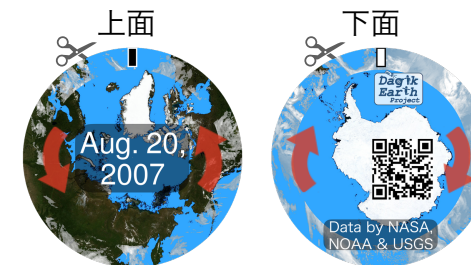 上面
下面
Dagik
Earth
Project
Aug. 20,
2007
Data by NASA,
NOAA & USGS